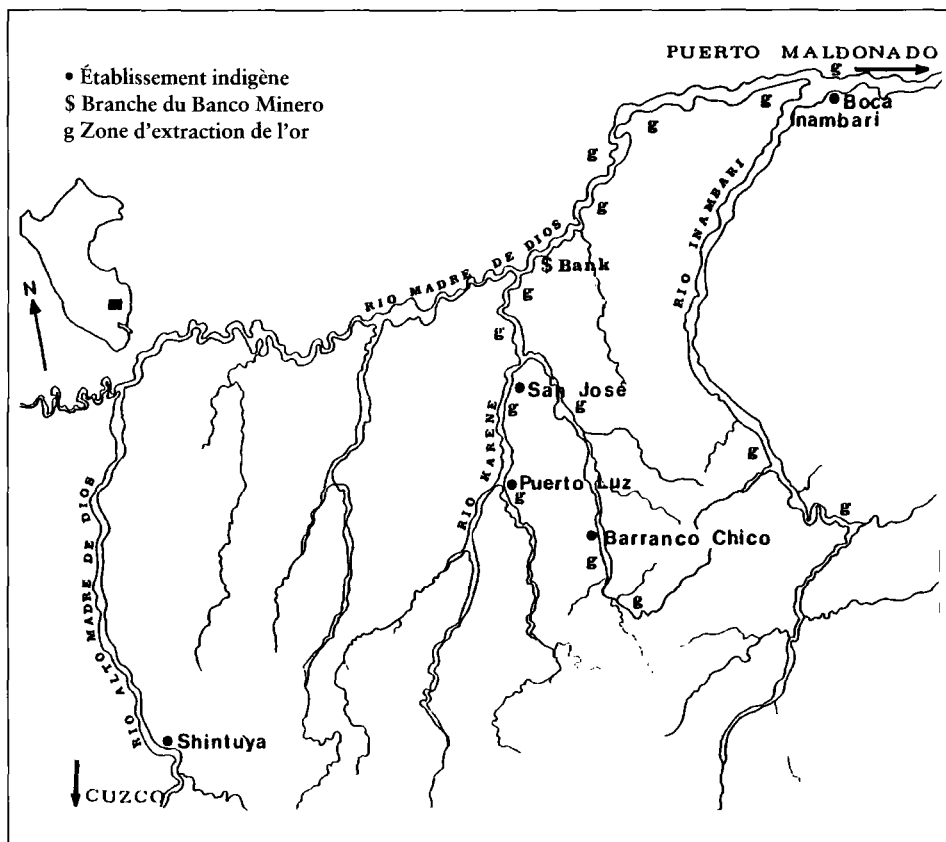 PUERTO MALDONADO
• Établissement indigène
$ Branche du Banco Minero
g Zone d'extraction de l'or
g
Boca
Inambari
g
g
g
g
RIO INAMBARI
RIO MADRE DE DIOS
$ Bank
N
g
g
San José
g
g
RIO KARENE
g
Puerto Luz
g
g
RIO ALTO MADRE DE DIOS
Barranco Chico
g
g
Shintuya
CUZCO